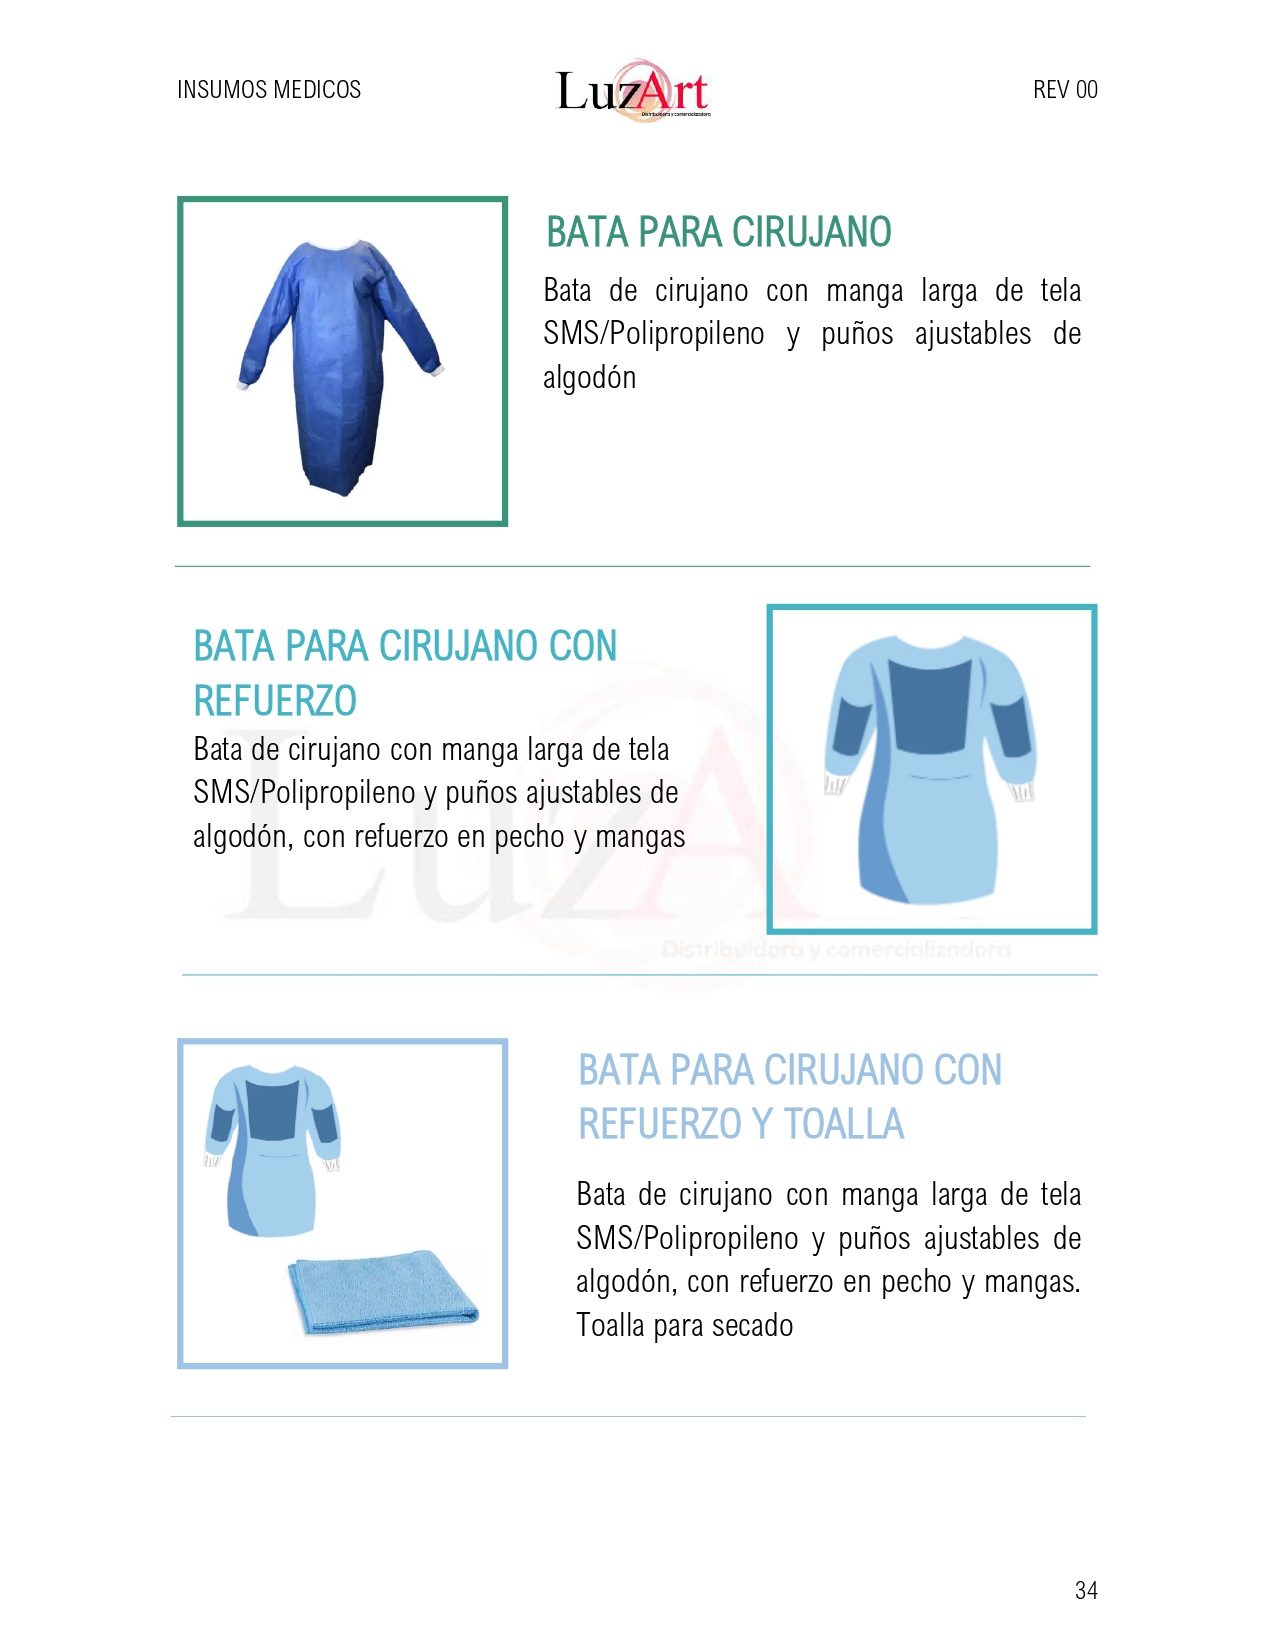 INSUMOS MEDICOS
LuzArt
Distribuidora y comercializadora
REV 00
BATA PARA CIRUJANO
Bata de cirujano con manga larga de tela
SMS/Polipropileno y puños ajustables de
algodón
BATA PARA CIRUJANO CON
REFUERZO
Bata de cirujano con manga larga de tela
SMS/Polipropileno y puños ajustables de
algodón, con refuerzo en pecho y mangas
LuzA
Distribuidora y comercializadora
BATA PARA CIRUJANO CON
REFUERZO Y TOALLA
Bata de cirujano con manga larga de tela
SMS/Polipropileno y puños ajustables de
algodón, con refuerzo en pecho y mangas.
Toalla para secado
34